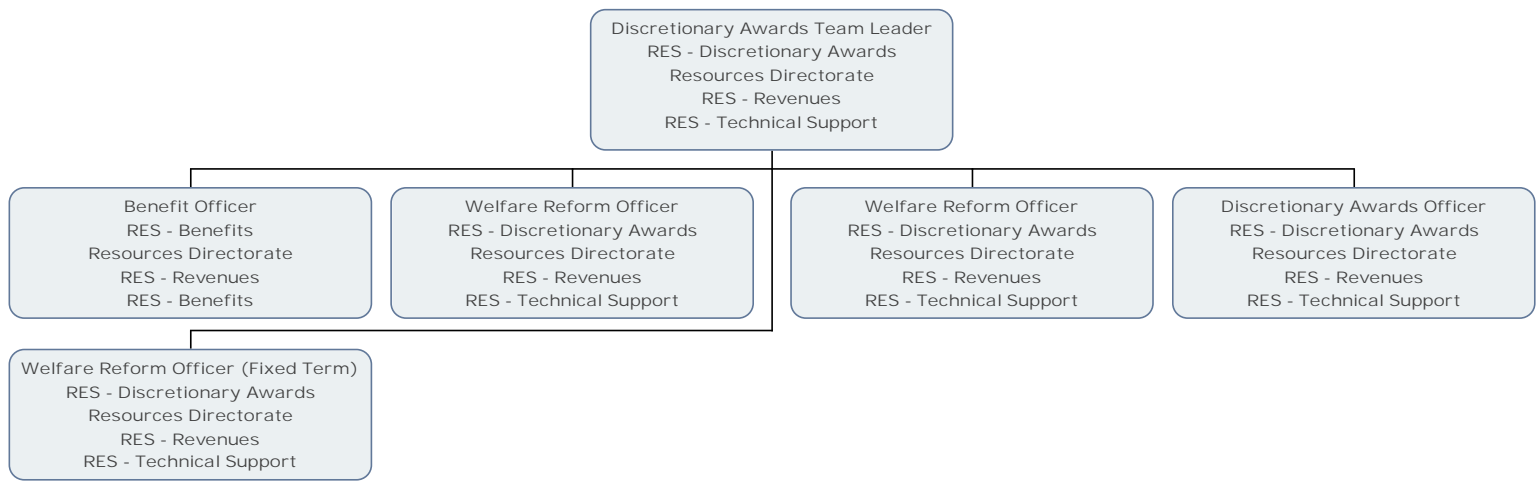 Discretionary Awards Team Leader
RES - Discretionary Awards
Resources Directorate
RES - Revenues
RES - Technical Support
Benefit Officer
RES - Benefits
Resources Directorate
RES - Revenues
RES - Benefits
Welfare Reform Officer
RES - Discretionary Awards
Resources Directorate
RES - Revenues
RES - Technical Support
Welfare Reform Officer
RES - Discretionary Awards
Resources Directorate
RES - Revenues
RES - Technical Support
Discretionary Awards Officer
RES - Discretionary Awards
Resources Directorate
RES - Revenues
RES - Technical Support
Welfare Reform Officer (Fixed Term)
RES - Discretionary Awards
Resources Directorate
RES - Revenues
RES - Technical Support